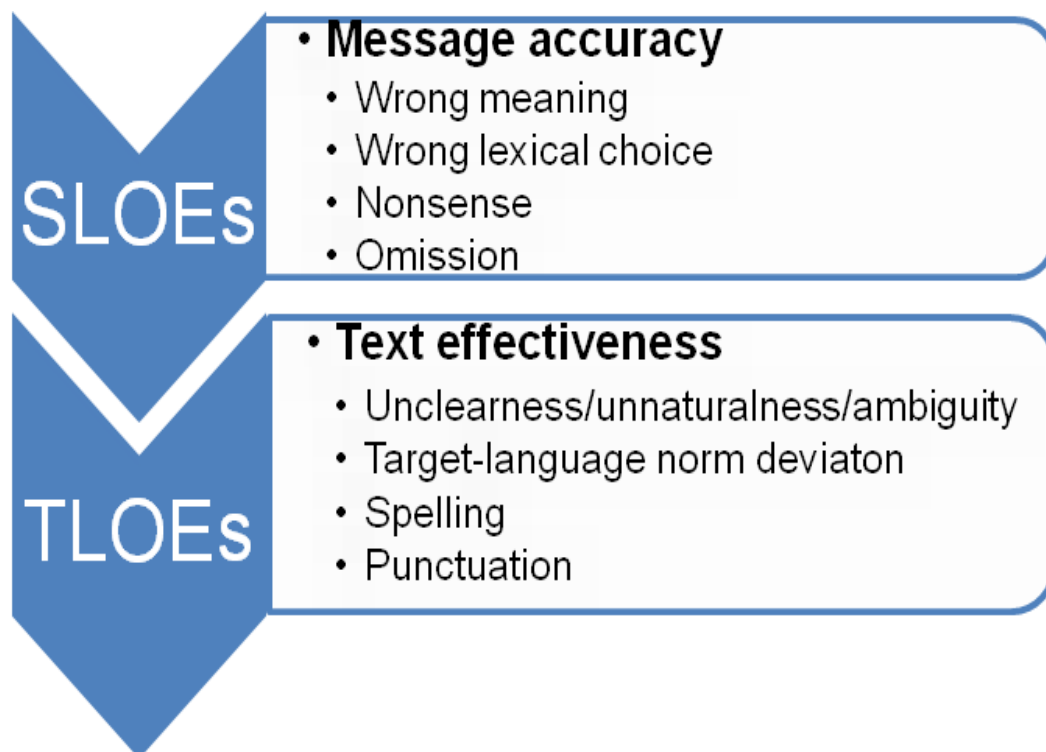 SLOEs
• Message accuracy
• Wrong meaning
• Wrong lexical choice
• Nonsense
• Omission
TLOEs
• Text effectiveness
• Unclearness/unnaturalness/ambiguity
• Target-language norm deviaton
• Spelling
• Punctuation